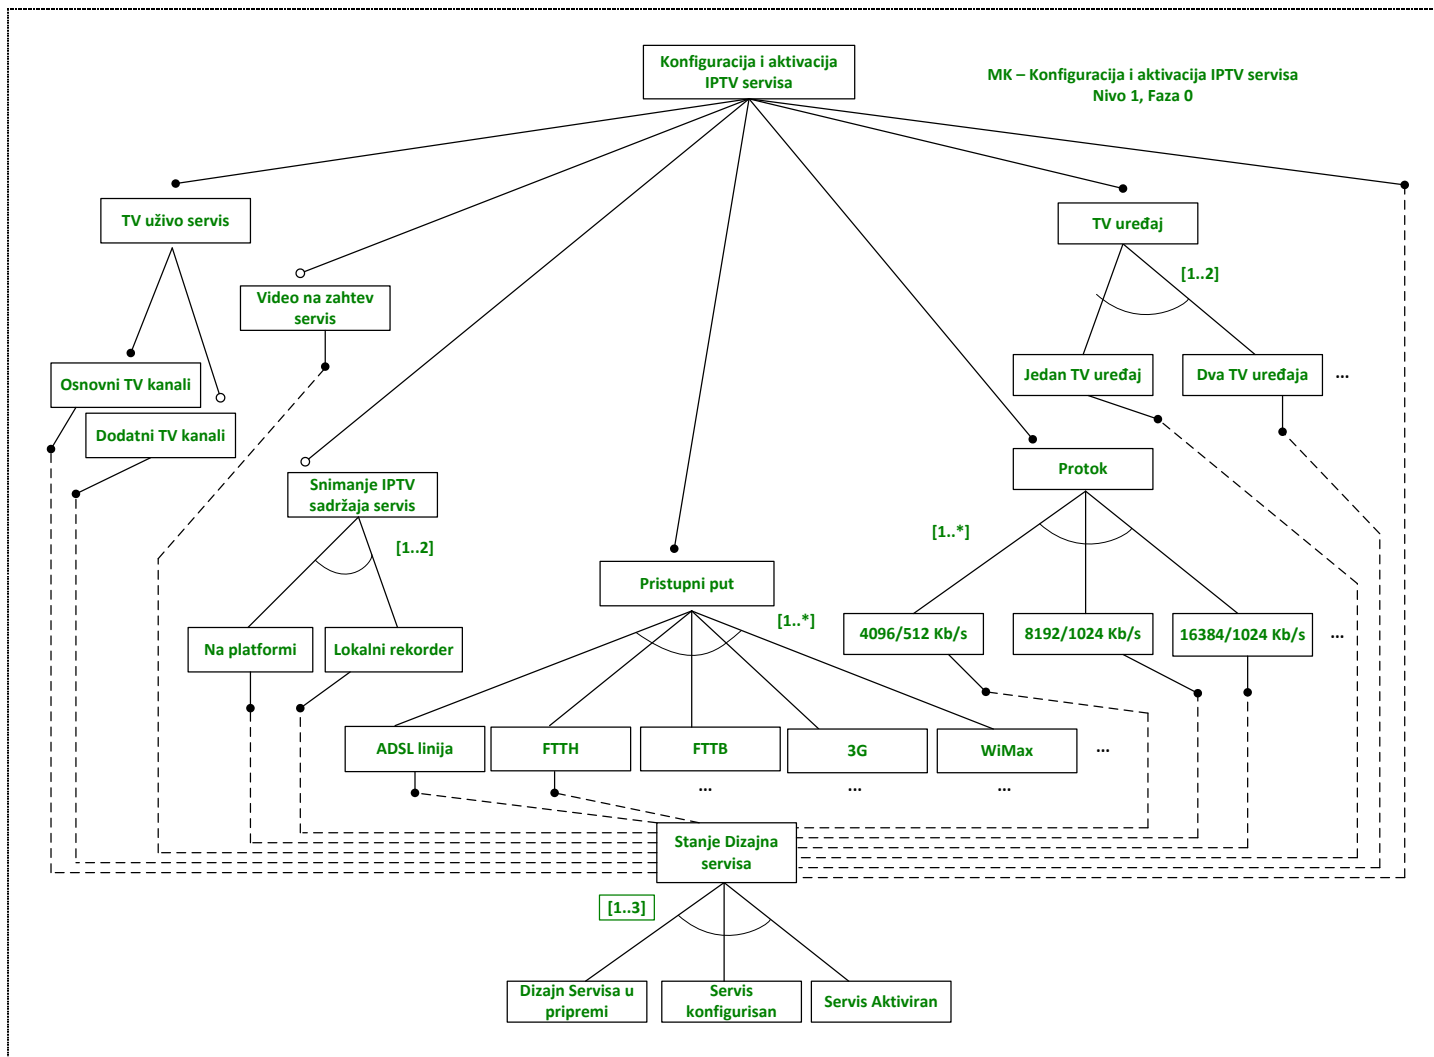 Konfiguracija i aktivacija
IPTV servisa
MK – Konfiguracija i aktivacija IPTV servisa
Nivo 1, Faza 0
TV uživo servis
TV uređaj
[1..2]
Video na zahtev
servis
Osnovni TV kanali
Jedan TV uređaj
Dva TV uređaja
...
Dodatni TV kanali
Protok
Snimanje IPTV
sadržaja servis
[1..2]
[1..*]
Pristupni put
[1..*]
4096/512 Kb/s
8192/1024 Kb/s
16384/1024 Kb/s
...
Na platformi
Lokalni rekorder
ADSL linija
FTTH
FTTB
3G
WiMax
...
...
...
...
Stanje Dizajna
servisa
[1..3]
Dizajn Servisa u
pripremi
Servis
konfigurisan
Servis Aktiviran